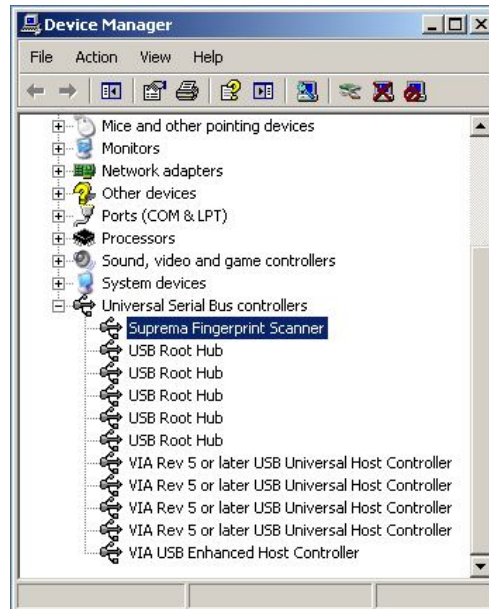 Device Manager
File Action View Help
Mice and other pointing devices
Monitors
Network adapters
Other devices
Ports (COM & LPT)
Processors
Sound, video and game controllers
System devices
Universal Serial Bus controllers
Suprema Fingerprint Scanner
USB Root Hub
USB Root Hub
USB Root Hub
USB Root Hub
USB Root Hub
VIA Rev 5 or later USB Universal Host Controller
VIA Rev 5 or later USB Universal Host Controller
VIA Rev 5 or later USB Universal Host Controller
VIA Rev 5 or later USB Universal Host Controller
VIA USB Enhanced Host Controller